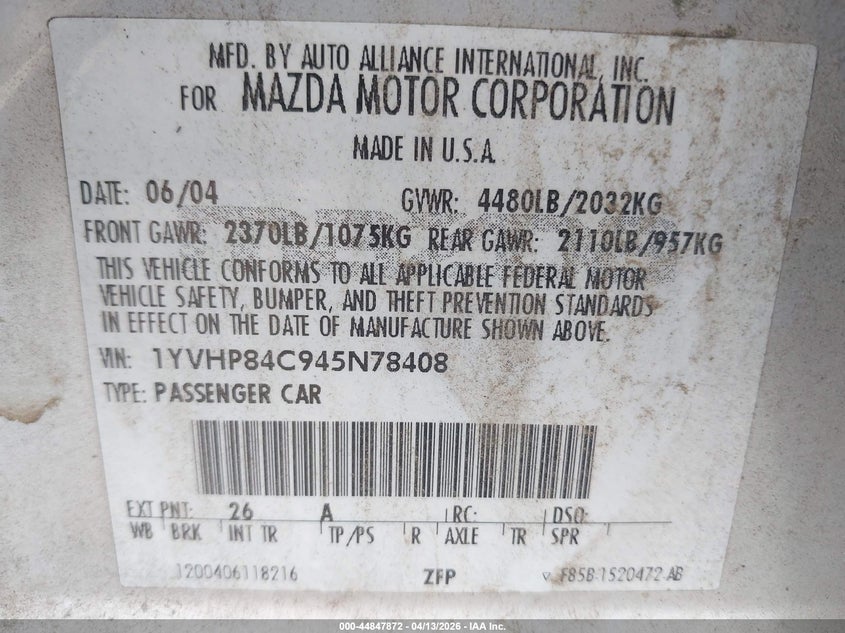 MFD. BY AUTO ALLIANCE INTERNATIONAL, INC.
FOR MAZDA MOTOR CORPORATION
MADE IN U.S.A.
DATE: 06/04 GVWR: 4480LB/2032KG
FRONT GAWR: 2370LB/1075KG REAR GAWR: 2110LB/957KG
THIS VEHICLE CONFORMS TO ALL APPLICABLE FEDERAL MOTOR
VEHICLE SAFETY, BUMPER, AND THEFT PREVENTION STANDARDS
IN EFFECT ON THE DATE OF MANUFACTURE SHOWN ABOVE.
VIN: 1YVHP84C945N78408
TYPE: PASSENGER CAR
EXT PNT: 26 A RC: DSO:
WB BRK INT TR TP/PS R AXLE TR SPR
1200406118216 ZFP F85B-1520472-AB
000-44847872 | 04/13/2026 - IAA Inc.